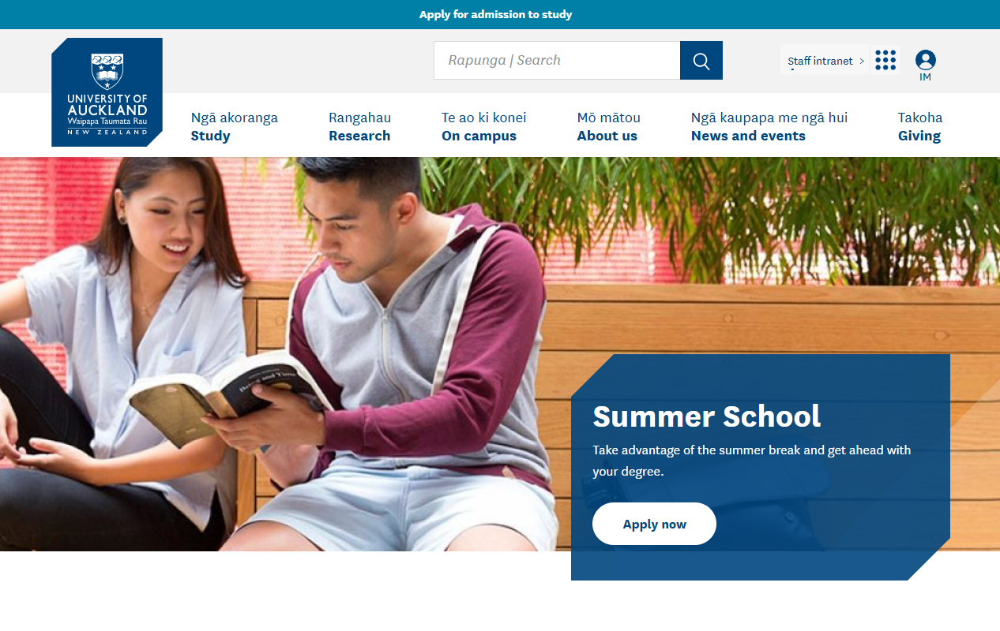 Apply for admission to study
Rapunga | Search
Staff intranet >
IM
UNIVERSITY OF
AUCKLAND
Waipapa Taumata Rau
NEW ZEALAND
Ngā akoranga
Study
Rangahau
Research
Te ao ki konei
On campus
Mō mātou
About us
Ngā kaupapa me ngā hui
News and events
Takoha
Giving
Being and Time
Summer School
Take advantage of the summer break and get ahead with
your degree.
Apply now